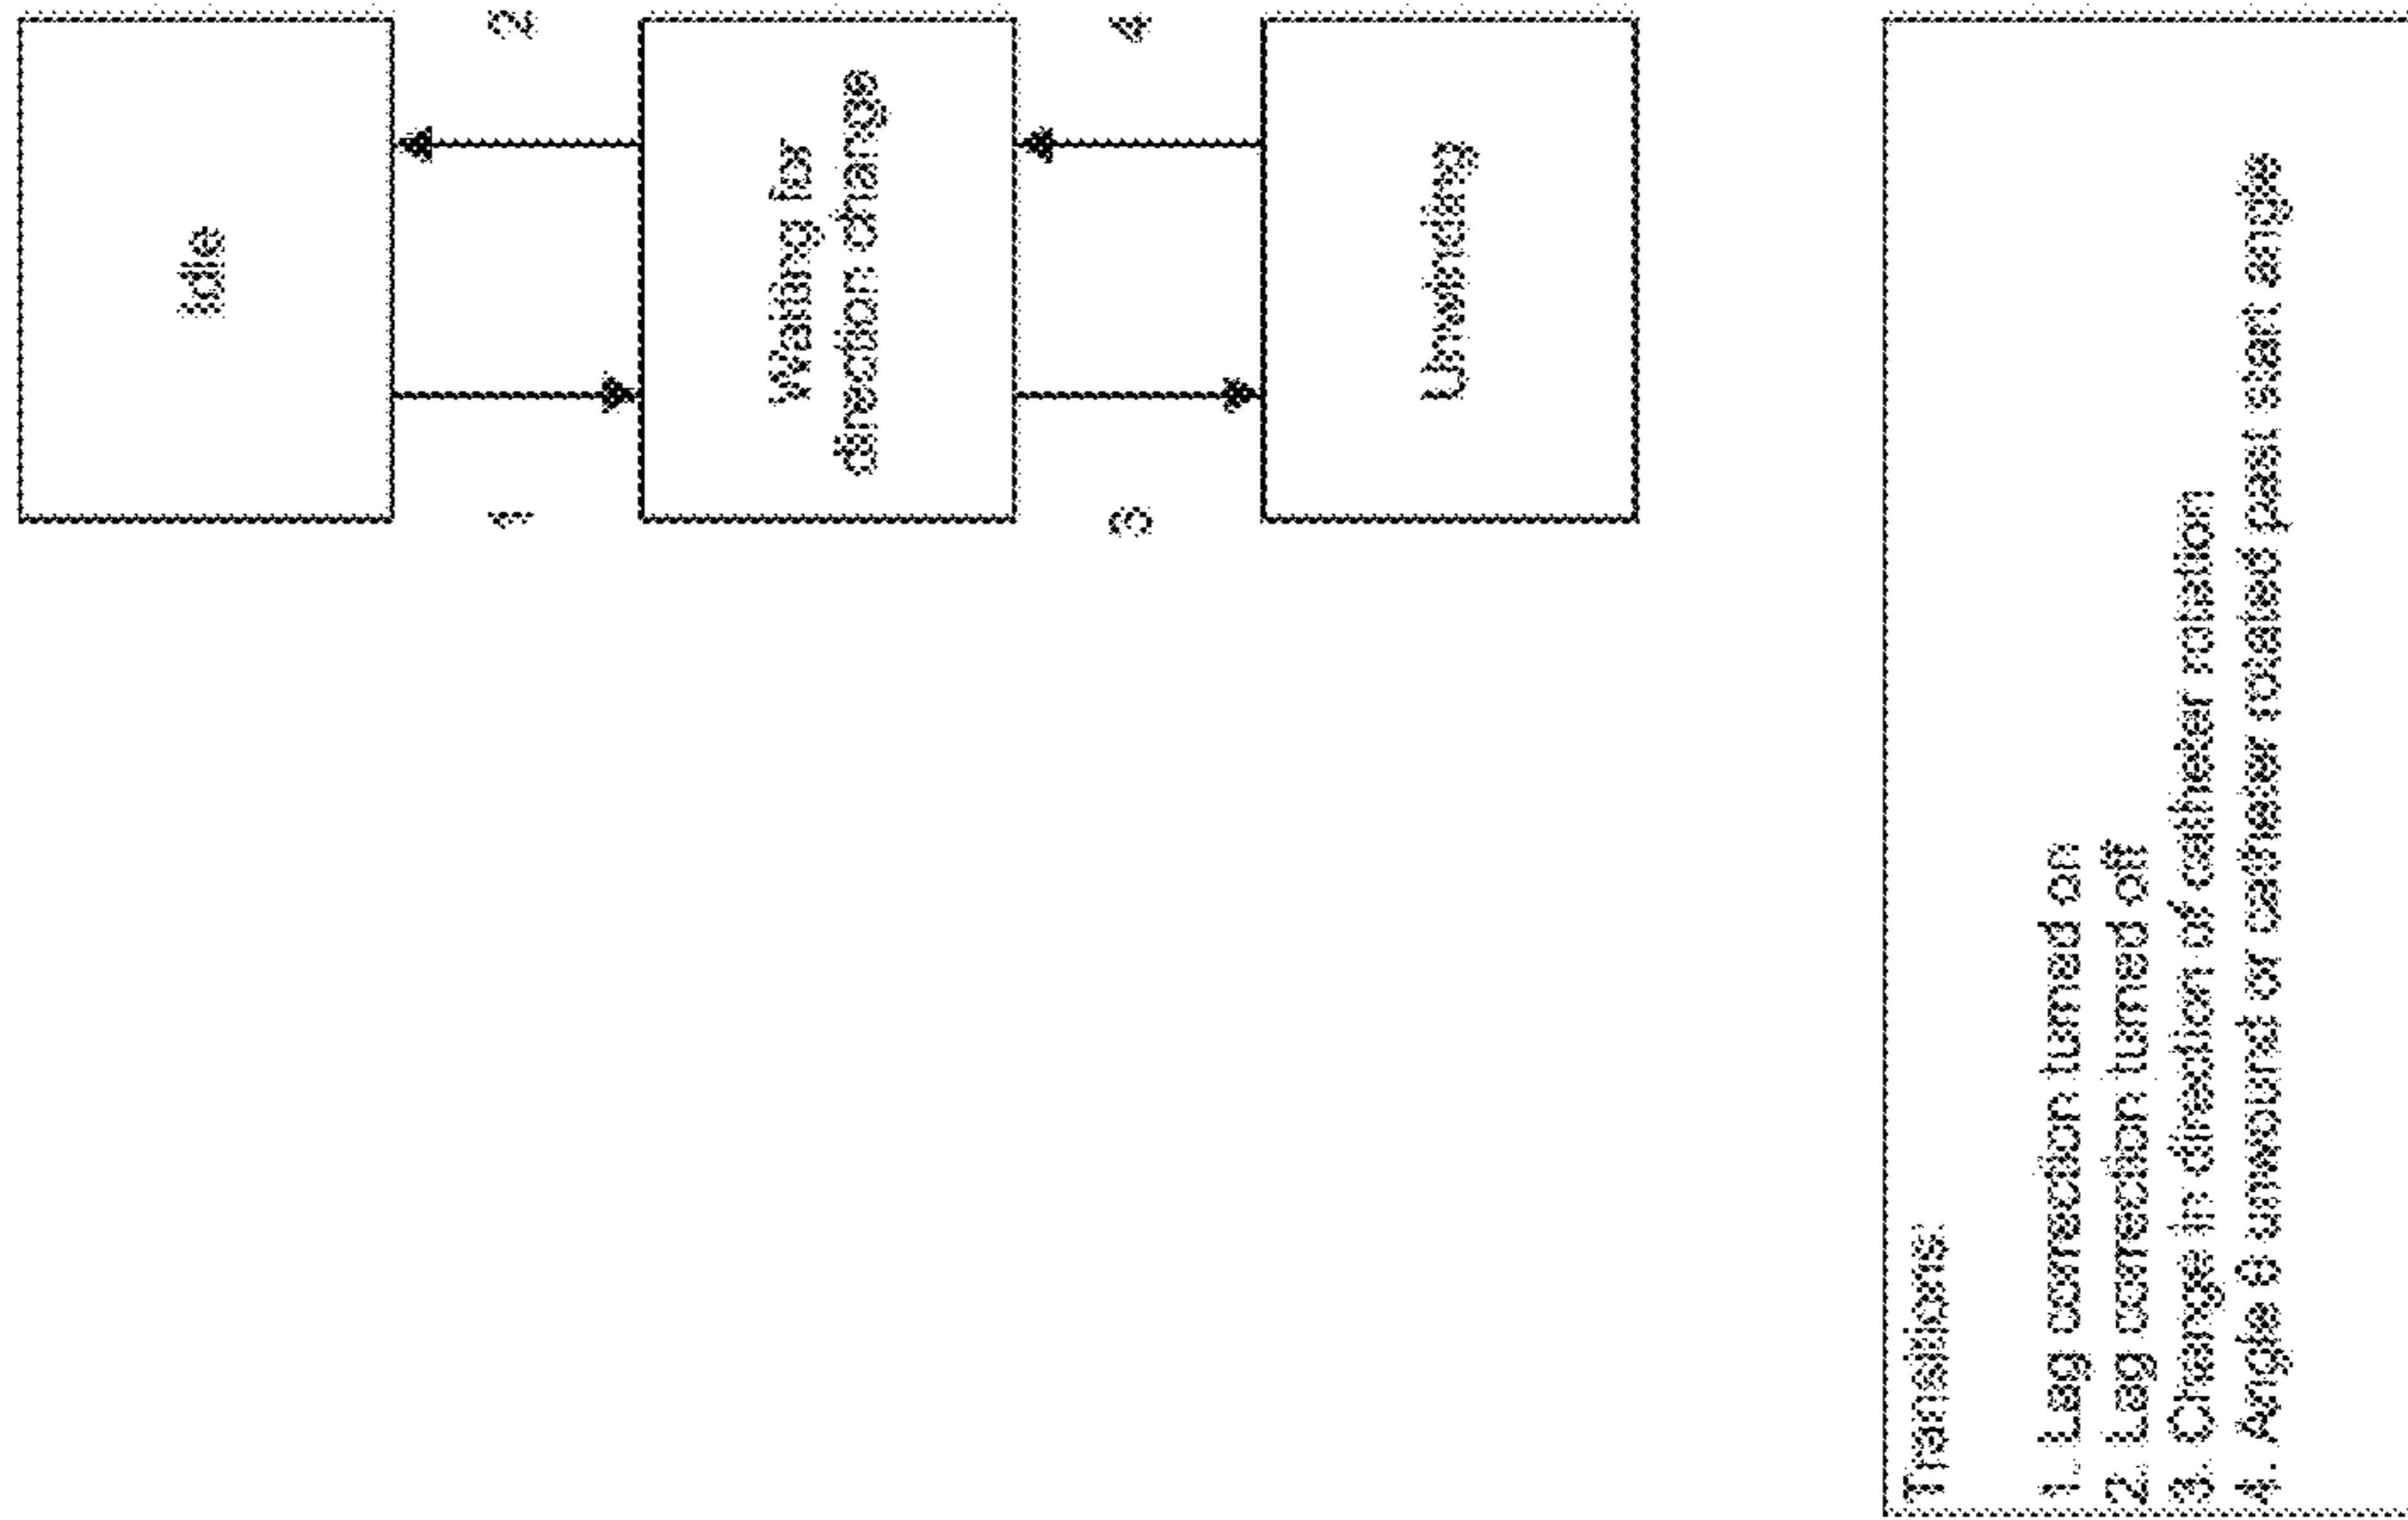 Idle
1
2
Waiting for
direction change
3
4
Unwinding
Transitions:
1. Lag correction turned on
2. Lag correction turned off
3. Change in direction of catheter rotation
4. Angle θ unwound or catheter rotated past start angle